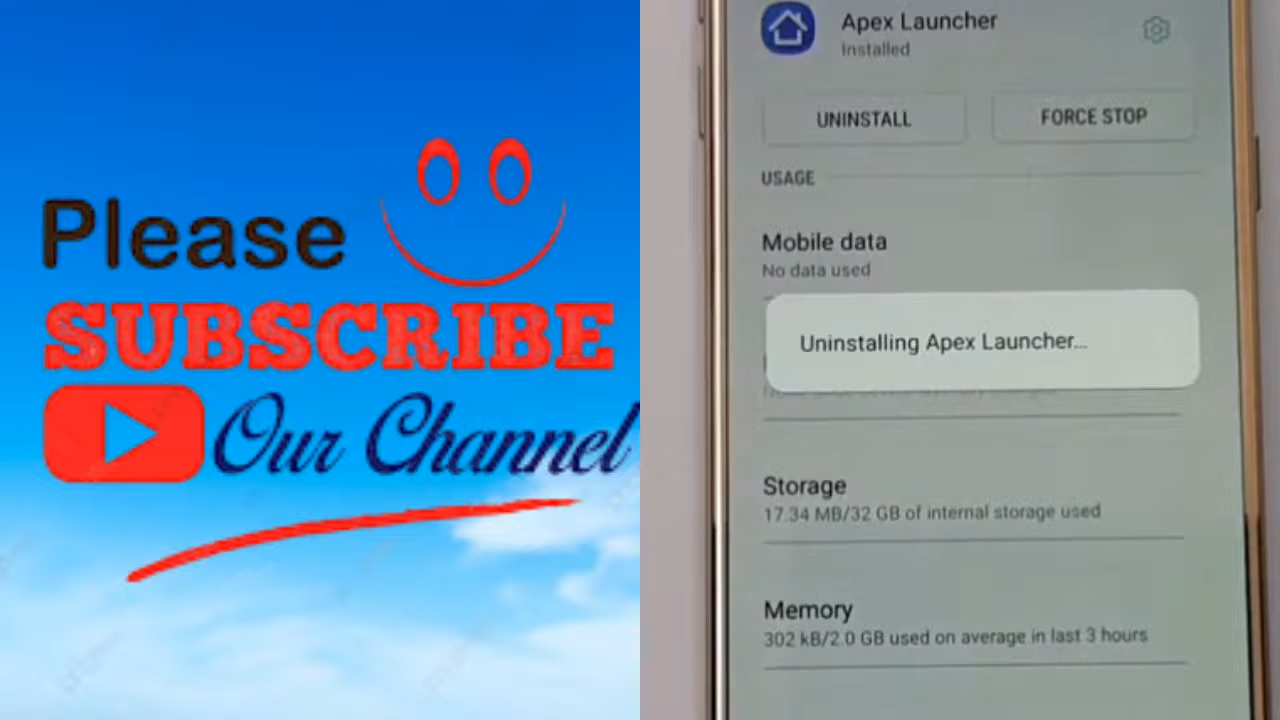 Please
SUBSCRIBE
Our Channel
Apex Launcher
Installed
UNINSTALL
FORCE STOP
USAGE
Mobile data
No data used
Uninstalling Apex Launcher...
Storage
17.34 MB/32 GB of internal storage used
Memory
302 kB/2.0 GB used on average in last 3 hours